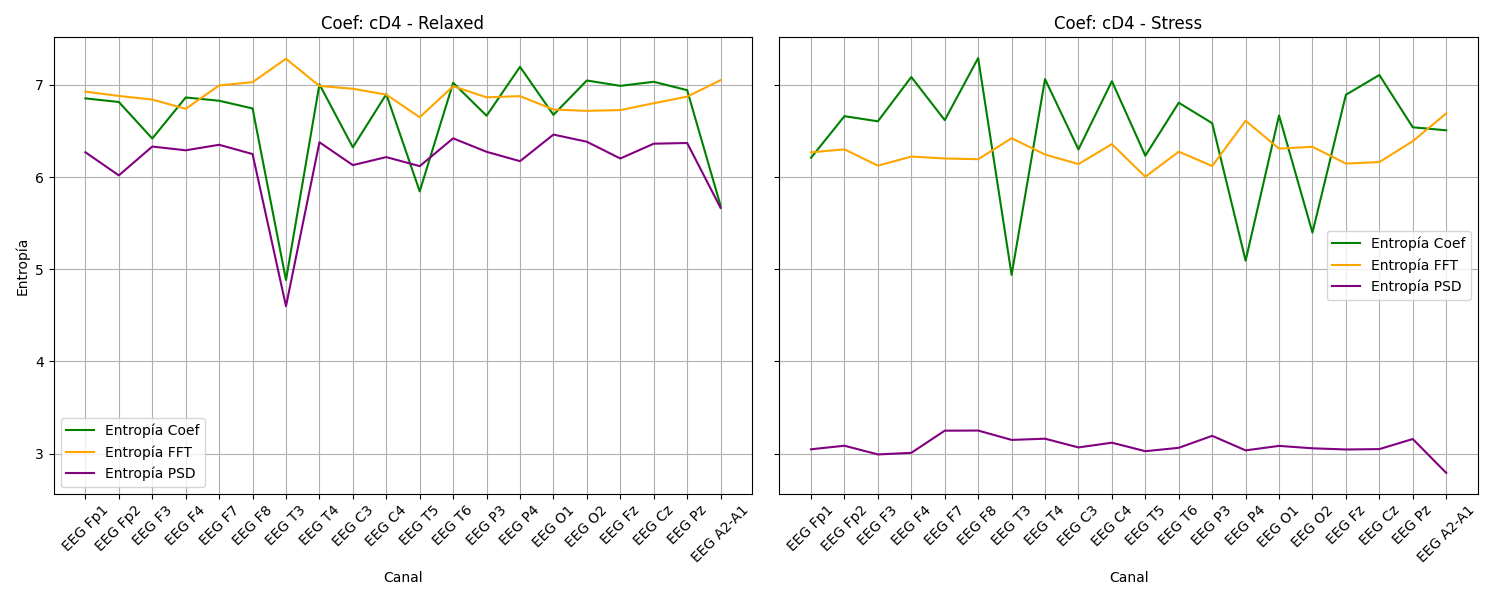 Coef: cD4 - Relaxed
Entropía
7
6
5
4
3
Entropía Coef
Entropía FFT
Entropía PSD
EEG Fp1
EEG Fp2
EEG F3
EEG F4
EEG F7
EEG F8
EEG T3
EEG T4
EEG C3
EEG C4
EEG T5
EEG T6
EEG P3
EEG P4
EEG O1
EEG O2
EEG Fz
EEG Cz
EEG Pz
EEG A2-A1
Canal
Coef: cD4 - Stress
Entropía Coef
Entropía FFT
Entropía PSD
EEG Fp1
EEG Fp2
EEG F3
EEG F4
EEG F7
EEG F8
EEG T3
EEG T4
EEG C3
EEG C4
EEG T5
EEG T6
EEG P3
EEG P4
EEG O1
EEG O2
EEG Fz
EEG Cz
EEG Pz
EEG A2-A1
Canal